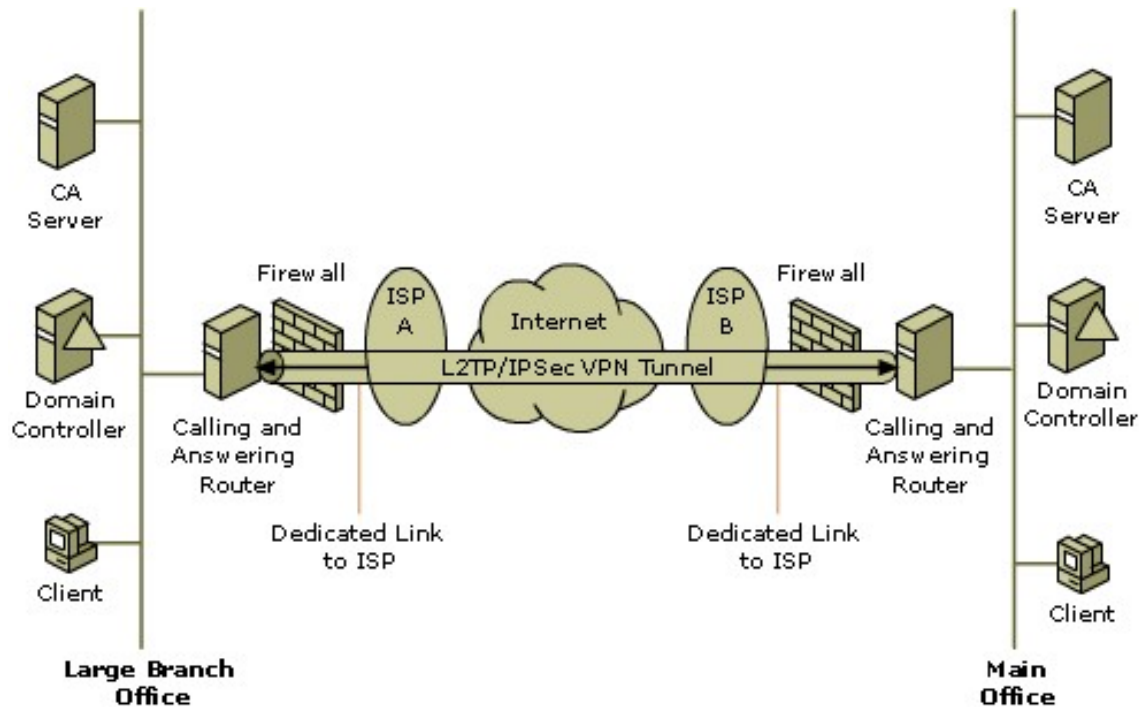 CA
Server
Domain
Controller
Client
Large Branch
Office
Calling and
Answering
Router
Firewall
ISP
A
Dedicated Link
to ISP
Internet
L2TP/IPSec VPN Tunnel
ISP
B
Dedicated Link
to ISP
Firewall
Calling and
Answering
Router
CA
Server
Domain
Controller
Client
Main
Office